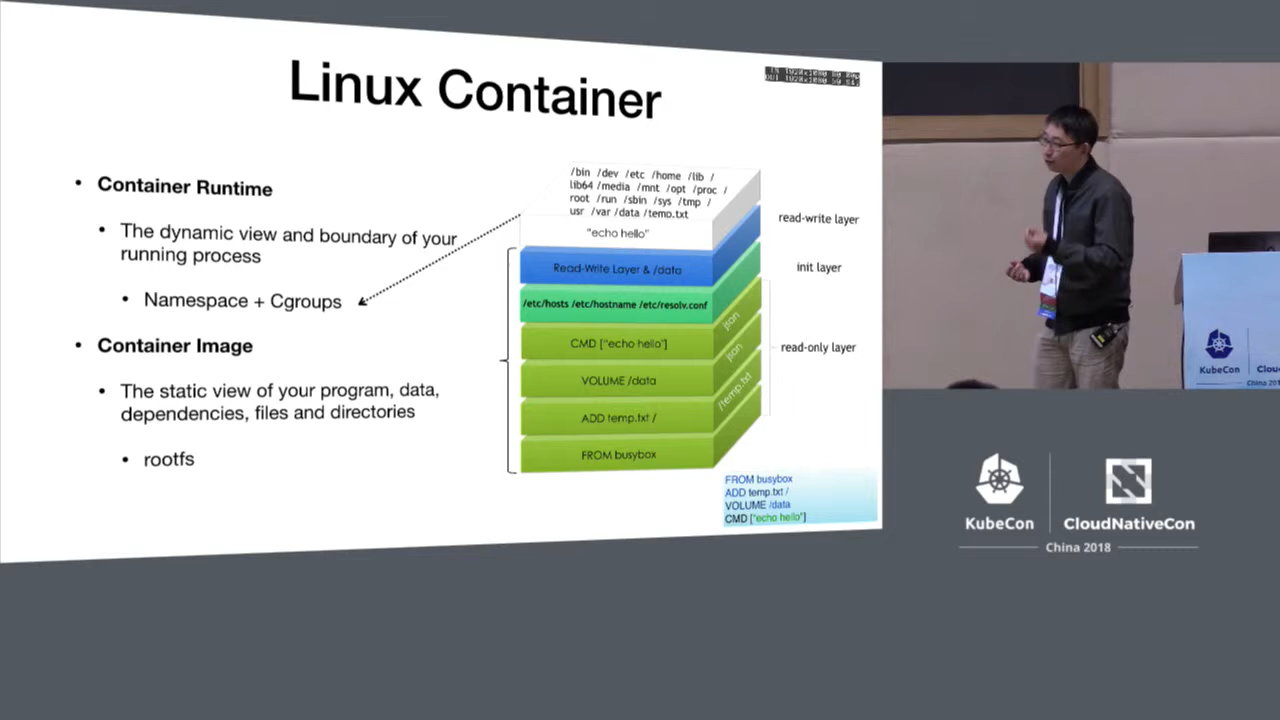 Linux Container
• Container Runtime
• The dynamic view and boundary of your
running process
• Namespace + Cgroups
• Container Image
• The static view of your program, data,
dependencies, files and directories
• rootfs
/bin /dev /etc /home /lib /
lib64 /media /mnt /opt /proc /
root /run /sbin /sys /tmp /
usr /var /data /temp.txt
"echo hello"
Read-Write Layer & /data
/etc/hosts /etc/hostname /etc/resolv.conf
CMD ["echo hello"]
VOLUME /data
ADD temp.txt /
FROM busybox
json
json
/temp.txt
read-write layer
init layer
read-only layer
FROM busybox
ADD temp.txt /
VOLUME /data
CMD ["echo hello"]
KubeCon
Clou
China 2018
KubeCon
CloudNativeCon
China 2018